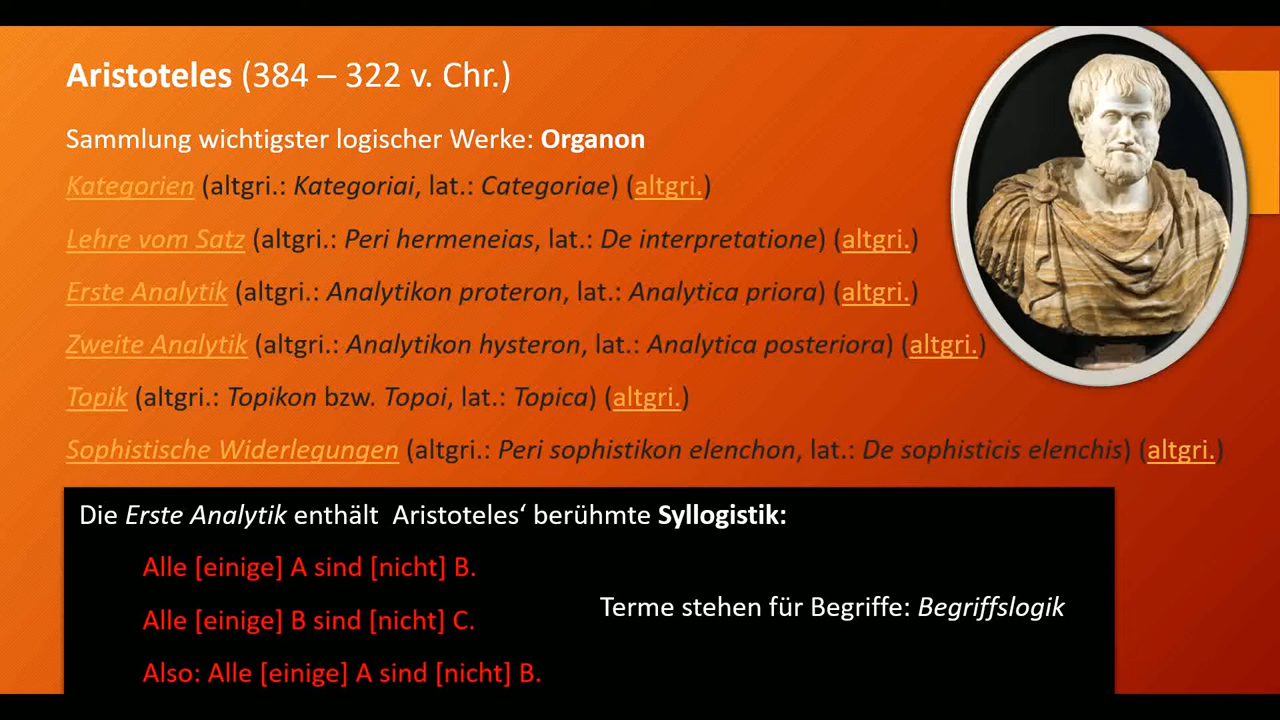 Aristoteles (384 – 322 v. Chr.)
Sammlung wichtigster logischer Werke: Organon
Kategorien (altgri.: Kategoriai, lat.: Categoriae) (altgri.)
Lehre vom Satz (altgri.: Peri hermeneias, lat.: De interpretatione) (altgri.)
Erste Analytik (altgri.: Analytikon proteron, lat.: Analytica priora) (altgri.)
Zweite Analytik (altgri.: Analytikon hysteron, lat.: Analytica posteriora) (altgri.)
Topik (altgri.: Topikon bzw. Topoi, lat.: Topica) (altgri.)
Sophistische Widerlegungen (altgri.: Peri sophistikon elenchon, lat.: De sophisticis elenchis) (altgri.)
Die Erste Analytik enthält  Aristoteles‘ berühmte Syllogistik:
Alle [einige] A sind [nicht] B.
Alle [einige] B sind [nicht] C.
Also: Alle [einige] A sind [nicht] B.
Terme stehen für Begriffe: Begriffslogik